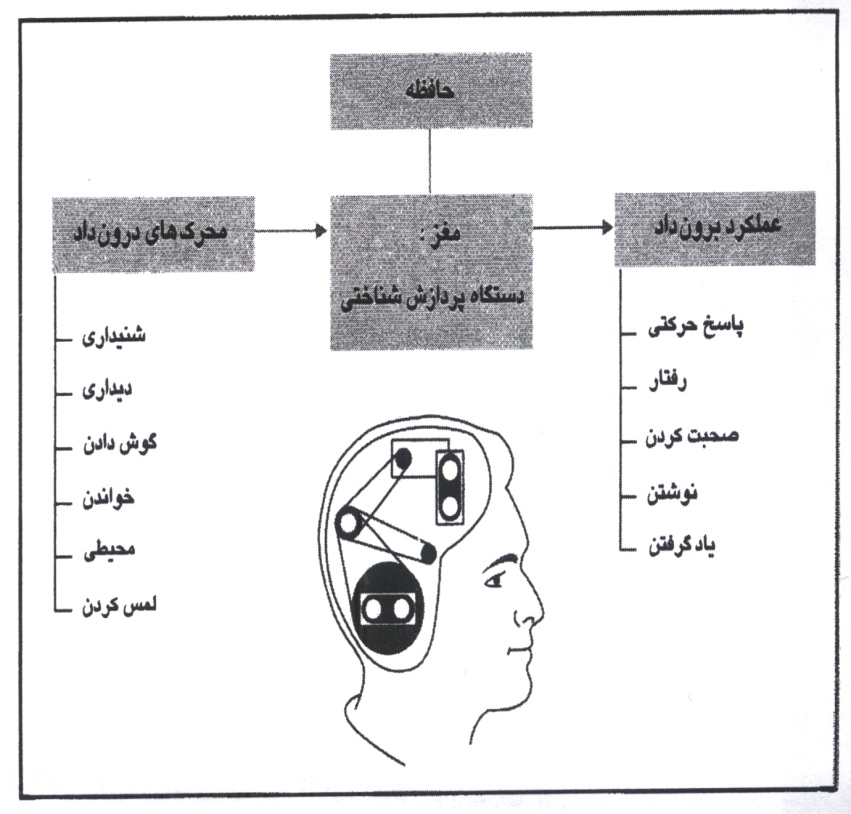 حافظه
محرک‌های درون‌داد
مغز :
دستگاه پردازش شناختی
عملکرد برون‌داد
شنیداری
دیداری
گوش دادن
خواندن
محیطی
لمس کردن
پاسخ حرکتی
رفتار
صحبت کردن
نوشتن
یاد گرفتن